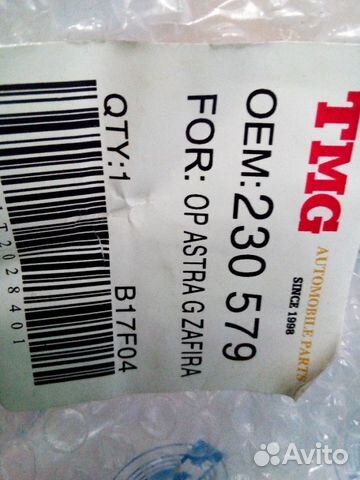 TMG
AUTOMOBILE PARTS
SINCE 1998
OEM:230 579
FOR: OP ASTRA G ZAFIRA
QTY:1
B17F04
T2028401
Avito